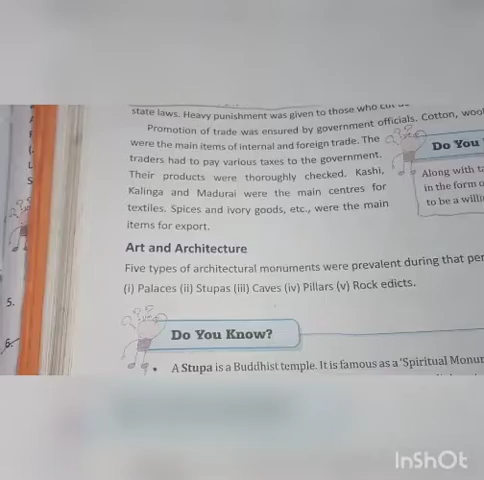 state laws. Heavy punishment was given to those who cut
Promotion of trade was ensured by government officials. Cotton,
were the main items of internal and foreign trade. The
traders had to pay various taxes to the government.
Their products were thoroughly checked. Kashi,
Kalinga and Madurai were the main centres for
textiles. Spices and ivory goods, etc., were the main
items for export.
Do You
Along with
in the form
to be a
Art and Architecture
Five types of architectural monuments were prevalent during that
(i) Palaces (ii) Stupas (iii) Caves (iv) Pillars (v) Rock edicts.
5.
6.
Do You Know?
• A Stupa is a Buddhist temple. It is famous as a 'Spiritual
InShOt